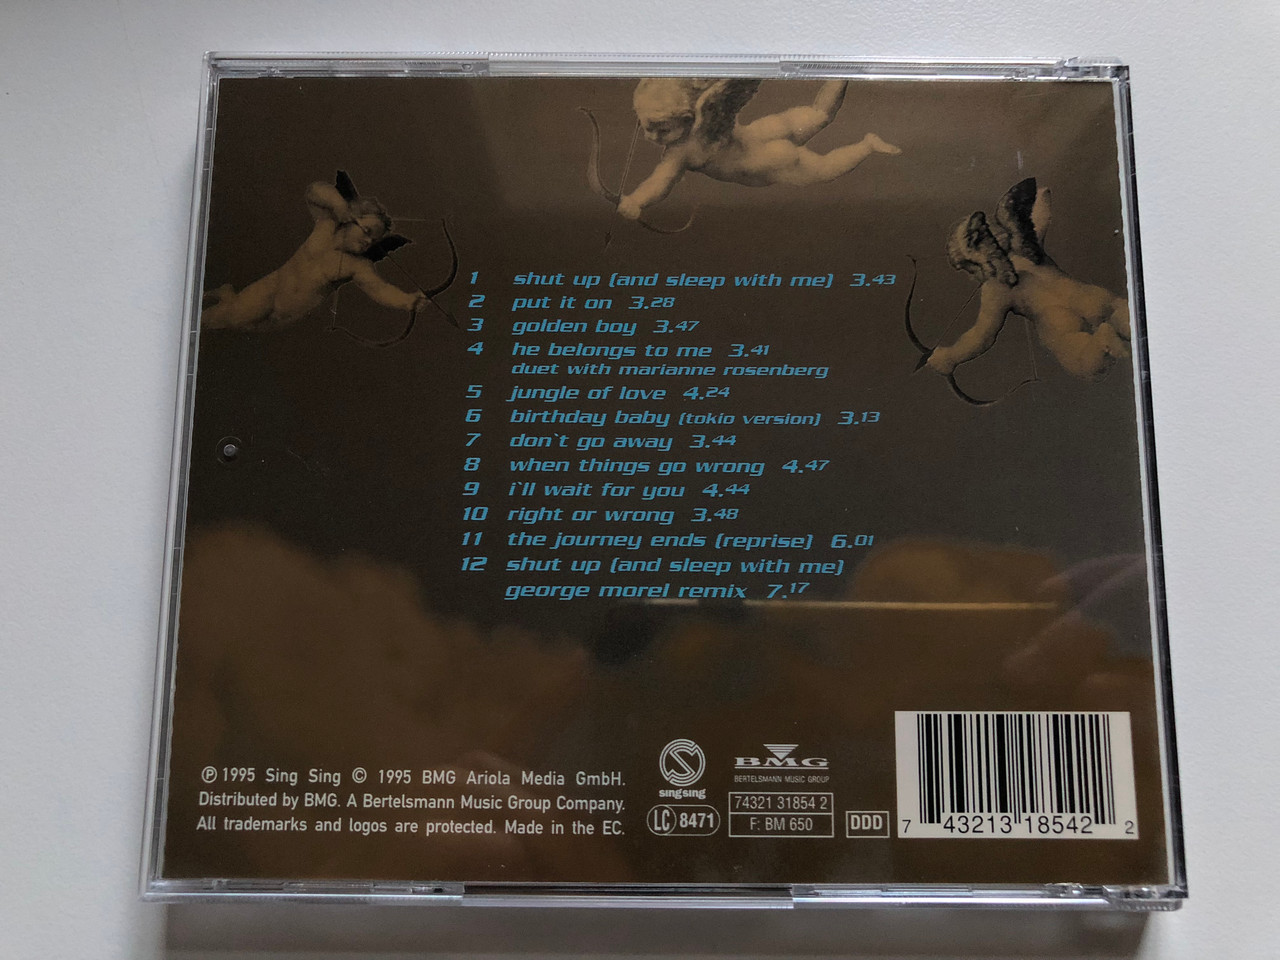 1 shut up (and sleep with me) 3.43
2 put it on 3.28
3 golden boy 3.47
4 he belongs to me 3.41
duet with marianne rosenberg
5 jungle of love 4.24
6 birthday baby (tokio version) 3.13
7 don`t go away 3.44
8 when things go wrong 4.47
9 i`ll wait for you 4.44
10 right or wrong 3.48
11 the journey ends (reprise) 6.01
12 shut up (and sleep with me)
george morel remix 7.17
℗ 1995 Sing Sing © 1995 BMG Ariola Media GmbH.
Distributed by BMG. A Bertelsmann Music Group Company.
All trademarks and logos are protected. Made in the EC.
singsing
LC 8471
BMG
BERTELSMANN MUSIC GROUP
74321 31854 2
F: BM 650
DDD
7 43213 18542 2